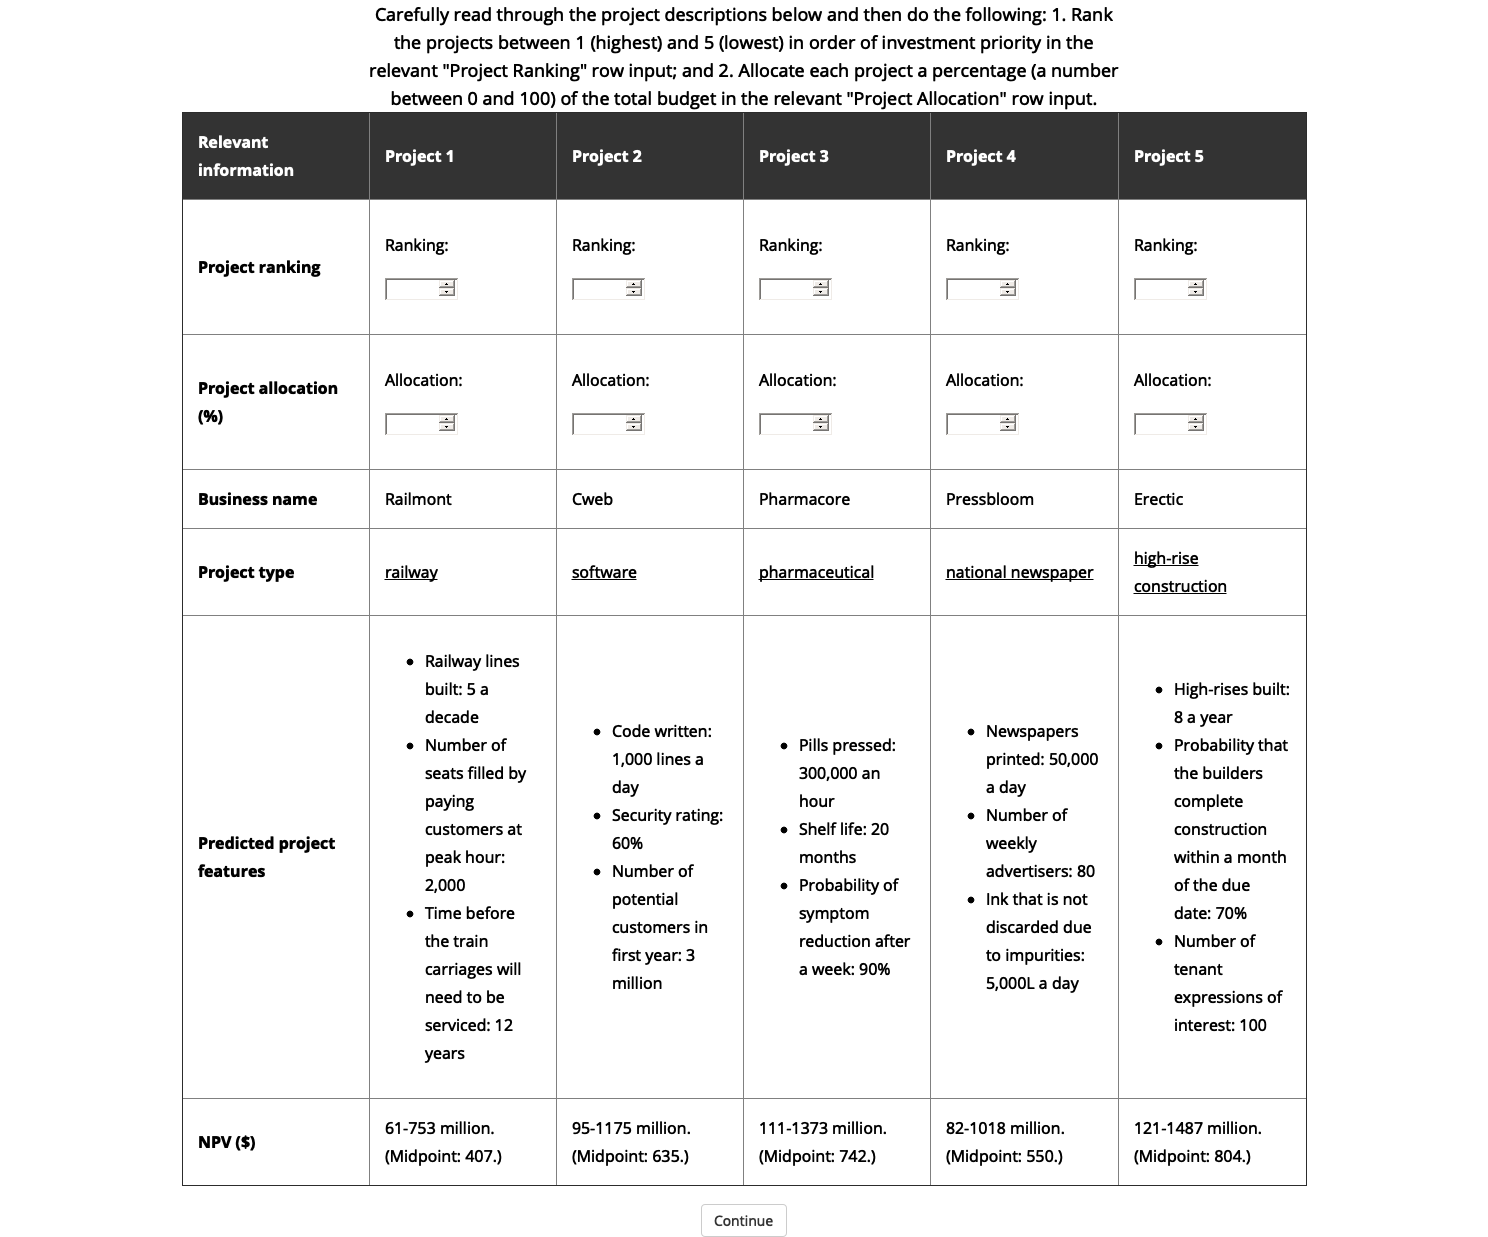 Carefully read through the project descriptions below and then do the following: 1. Rank
the projects between 1 (highest) and 5 (lowest) in order of investment priority in the
relevant "Project Ranking" row input; and 2. Allocate each project a percentage (a number
between 0 and 100) of the total budget in the relevant "Project Allocation" row input.
Relevant
information
Project 1
Project 2
Project 3
Project 4
Project 5
Project ranking
Ranking:
Ranking:
Ranking:
Ranking:
Ranking:
Project allocation
(%)
Allocation:
Allocation:
Allocation:
Allocation:
Allocation:
Business name
Railmont
Cweb
Pharmacore
Pressbloom
Erectic
Project type
railway
software
pharmaceutical
national newspaper
high-rise
construction
Predicted project
features
• Railway lines
built: 5 a
decade
• Number of
seats filled by
paying
customers at
peak hour:
2,000
• Time before
the train
carriages will
need to be
serviced: 12
years
• Code written:
1,000 lines a
day
• Security rating:
60%
• Number of
potential
customers in
first year: 3
million
• Pills pressed:
300,000 an
hour
• Shelf life: 20
months
• Probability of
symptom
reduction after
a week: 90%
• Newspapers
printed: 50,000
a day
• Number of
weekly
advertisers: 80
• Ink that is not
discarded due
to impurities:
5,000L a day
• High-rises built:
8 a year
• Probability that
the builders
complete
construction
within a month
of the due
date: 70%
• Number of
tenant
expressions of
interest: 100
NPV ($)
61-753 million.
(Midpoint: 407.)
95-1175 million.
(Midpoint: 635.)
111-1373 million.
(Midpoint: 742.)
82-1018 million.
(Midpoint: 550.)
121-1487 million.
(Midpoint: 804.)
Continue